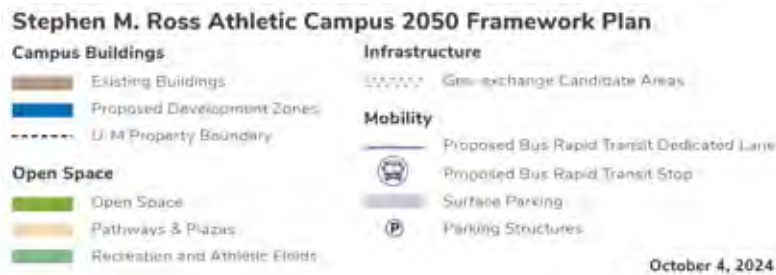 Stephen M. Ross Athletic Campus 2050 Framework Plan
Campus Buildings
Existing Buildings
Proposed Development Zones
U-M Property Boundary
Open Space
Open Space
Pathways & Plazas
Recreation and Athletic Fields
Infrastructure
Geo-exchange Candidate Areas
Mobility
Proposed Bus Rapid Transit Dedicated Lane
Proposed Bus Rapid Transit Stop
Surface Parking
P Parking Structures
October 4, 2024